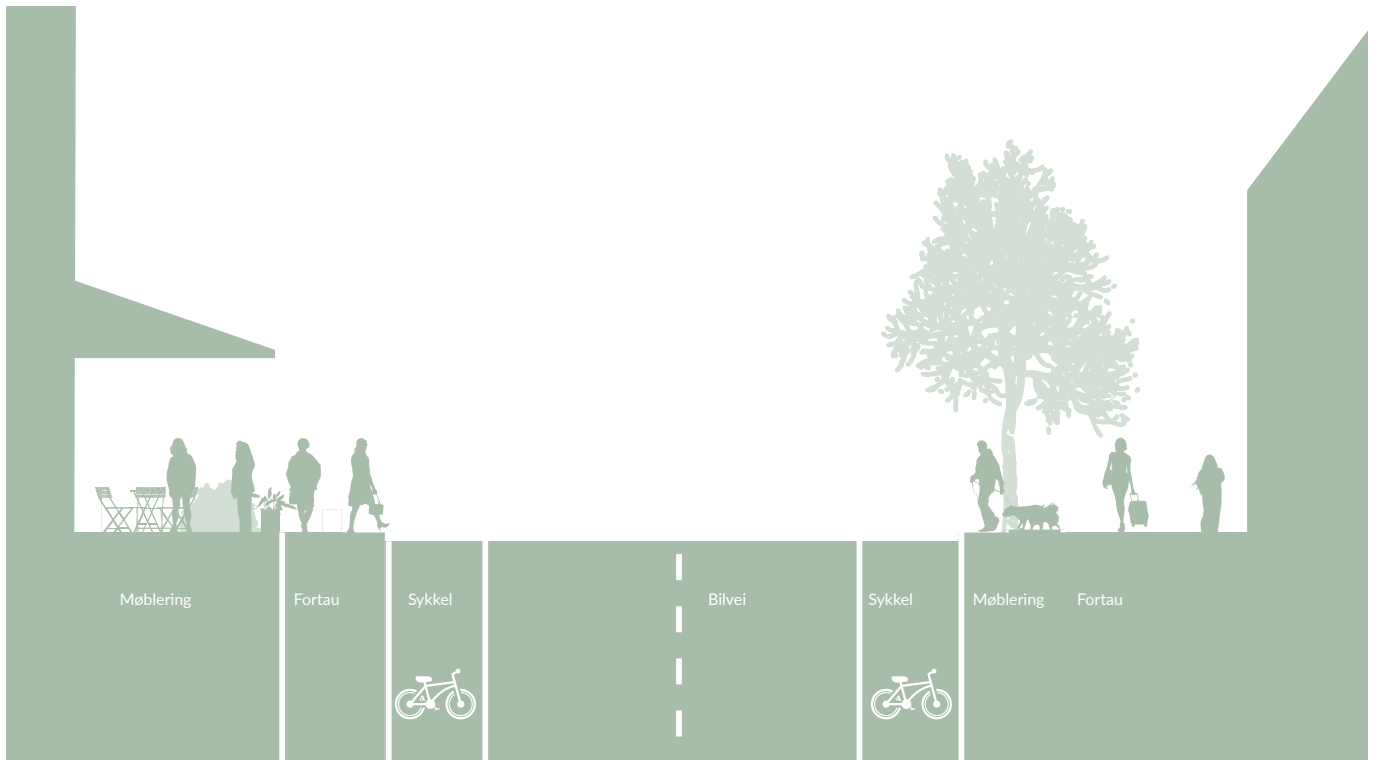 Møblering
Fortau
Sykkel
Bilvei
Sykkel
Møblering
Fortau